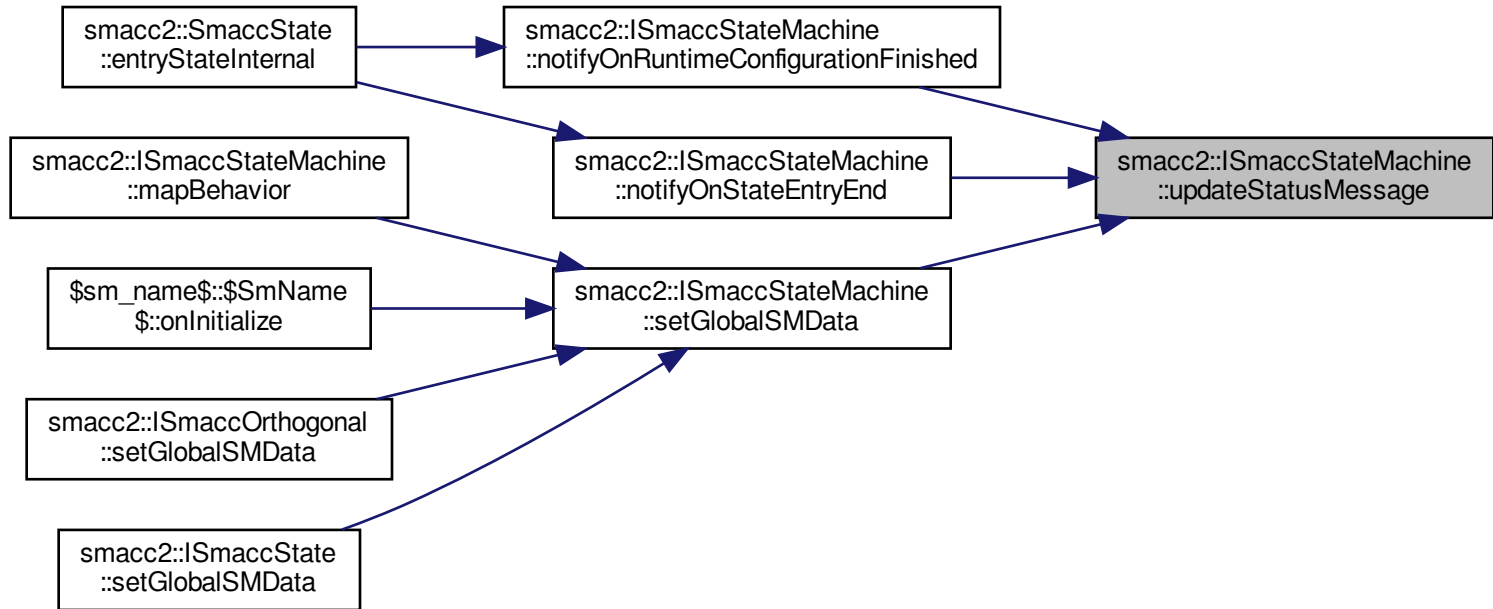 smacc2::SmaccState
::entryStateInternal
smacc2::ISmaccStateMachine
::notifyOnRuntimeConfigurationFinished
smacc2::ISmaccStateMachine
::mapBehavior
smacc2::ISmaccStateMachine
::notifyOnStateEntryEnd
smacc2::ISmaccStateMachine
::updateStatusMessage
$sm_name$::$SmName
$::onInitialize
smacc2::ISmaccStateMachine
::setGlobalSMData
smacc2::ISmaccOrthogonal
::setGlobalSMData
smacc2::ISmaccState
::setGlobalSMData